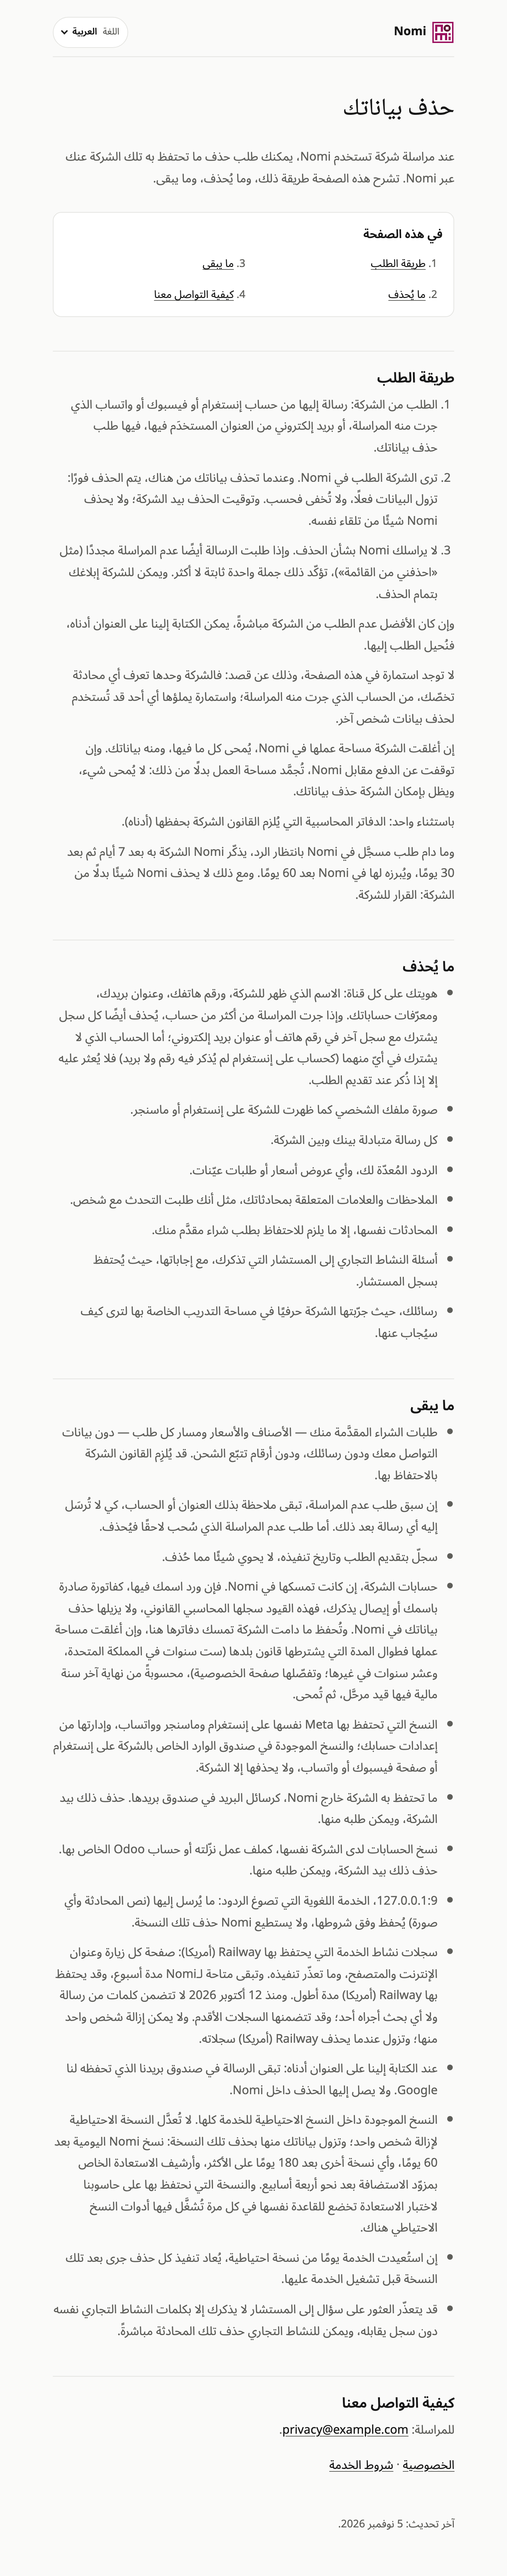 Nomi
اللغة العربية
حذف بياناتك
عند مراسلة شركة تستخدم Nomi، يمكنك طلب حذف ما تحتفظ به تلك الشركة عنك
عبر Nomi. تشرح هذه الصفحة طريقة ذلك، وما يُحذف، وما يبقى.
في هذه الصفحة
1. طريقة الطلب
2. ما يُحذف
3. ما يبقى
4. كيفية التواصل معنا
طريقة الطلب
1. الطلب من الشركة: رسالة إليها من حساب إنستغرام أو فيسبوك أو واتساب الذي
جرت منه المراسلة، أو بريد إلكتروني من العنوان المستخدَم فيها، فيها طلب
حذف بياناتك.
2. ترى الشركة الطلب في Nomi. وعندما تحذف بياناتك من هناك، يتم الحذف فورًا:
تزول البيانات فعلًا، ولا تُخفى فحسب. وتوقيت الحذف بيد الشركة؛ ولا يحذف
Nomi شيئًا من تلقاء نفسه.
3. لا يراسلك Nomi بشأن الحذف. وإذا طلبت الرسالة أيضًا عدم المراسلة مجددًا (مثل
«احذفني من القائمة»)، تؤكّد ذلك جملة واحدة ثابتة لا أكثر. ويمكن للشركة إبلاغك
بتمام الحذف.
وإن كان الأفضل عدم الطلب من الشركة مباشرةً، يمكن الكتابة إلينا على العنوان أدناه،
فنُحيل الطلب إليها.
لا توجد استمارة في هذه الصفحة، وذلك عن قصد: فالشركة وحدها تعرف أي محادثة
تخصّك، من الحساب الذي جرت منه المراسلة؛ واستمارة يملؤها أي أحد قد تُستخدم
لحذف بيانات شخص آخر.
إن أغلقت الشركة مساحة عملها في Nomi، يُمحى كل ما فيها، ومنه بياناتك. وإن
توقفت عن الدفع مقابل Nomi، تُجمَّد مساحة العمل بدلًا من ذلك: لا يُمحى شيء،
ويظل بإمكان الشركة حذف بياناتك.
باستثناء واحد: الدفاتر المحاسبية التي يُلزم القانون الشركة بحفظها (أدناه).
وما دام طلب مسجَّل في Nomi بانتظار الرد، يذكّر Nomi الشركة به بعد 7 أيام ثم بعد
30 يومًا، ويُبرزه لها في Nomi بعد 60 يومًا. ومع ذلك لا يحذف Nomi شيئًا بدلًا من
الشركة: القرار للشركة.
ما يُحذف
هويتك على كل قناة: الاسم الذي ظهر للشركة، ورقم هاتفك، وعنوان بريدك،
ومعرّفات حساباتك. وإذا جرت المراسلة من أكثر من حساب، يُحذف أيضًا كل سجل
يشترك مع سجل آخر في رقم هاتف أو عنوان بريد إلكتروني؛ أما الحساب الذي لا
يشترك في أيّ منهما (كحساب على إنستغرام لم يُذكر فيه رقم ولا بريد) فلا يُعثر عليه
إلا إذا ذُكر عند تقديم الطلب.
صورة ملفك الشخصي كما ظهرت للشركة على إنستغرام أو ماسنجر.
كل رسالة متبادلة بينك وبين الشركة.
الردود المُعدّة لك، وأي عروض أسعار أو طلبات عيّنات.
الملاحظات والعلامات المتعلقة بمحادثاتك، مثل أنك طلبت التحدث مع شخص.
المحادثات نفسها، إلا ما يلزم للاحتفاظ بطلب شراء مقدَّم منك.
أسئلة النشاط التجاري إلى المستشار التي تذكرك، مع إجاباتها، حيث يُحتفظ
بسجل المستشار.
رسائلك، حيث جرّبتها الشركة حرفيًا في مساحة التدريب الخاصة بها لترى كيف
سيُجاب عنها.
ما يبقى
طلبات الشراء المقدَّمة منك — الأصناف والأسعار ومسار كل طلب — دون بيانات
التواصل معك ودون رسائلك، ودون أرقام تتبّع الشحن. قد يُلزِم القانون الشركة
بالاحتفاظ بها.
إن سبق طلب عدم المراسلة، تبقى ملاحظة بذلك العنوان أو الحساب، كي لا تُرسَل
إليه أي رسالة بعد ذلك. أما طلب عدم المراسلة الذي سُحب لاحقًا فيُحذف.
سجلّ بتقديم الطلب وتاريخ تنفيذه، لا يحوي شيئًا مما حُذف.
حسابات الشركة، إن كانت تمسكها في Nomi. فإن ورد اسمك فيها، كفاتورة صادرة
باسمك أو إيصال يذكرك، فهذه القيود سجلها المحاسبي القانوني، ولا يزيلها حذف
بياناتك في Nomi. وتُحفظ ما دامت الشركة تمسك دفاترها هنا، وإن أغلقت مساحة
عملها فطوال المدة التي يشترطها قانون بلدها (ست سنوات في المملكة المتحدة،
وعشر سنوات في غيرها؛ وتفصّلها صفحة الخصوصية)، محسوبةً من نهاية آخر سنة
مالية فيها قيد مرحَّل، ثم تُمحى.
النسخ التي تحتفظ بها Meta نفسها على إنستغرام وماسنجر وواتساب، وإدارتها من
إعدادات حسابك؛ والنسخ الموجودة في صندوق الوارد الخاص بالشركة على إنستغرام
أو صفحة فيسبوك أو واتساب، ولا يحذفها إلا الشركة.
ما تحتفظ به الشركة خارج Nomi، كرسائل البريد في صندوق بريدها. حذف ذلك بيد
الشركة، ويمكن طلبه منها.
نسخ الحسابات لدى الشركة نفسها، كملف عمل نزّلته أو حساب Odoo الخاص بها.
حذف ذلك بيد الشركة، ويمكن طلبه منها.
127.0.0.1:9، الخدمة اللغوية التي تصوغ الردود: ما يُرسل إليها (نص المحادثة وأي
صورة) يُحفظ وفق شروطها، ولا يستطيع Nomi حذف تلك النسخة.
سجلات نشاط الخدمة التي يحتفظ بها Railway (أمريكا): صفحة كل زيارة وعنوان
الإنترنت والمتصفح، وما تعذّر تنفيذه. وتبقى متاحة لـNomi مدة أسبوع، وقد يحتفظ
بها Railway (أمريكا) مدة أطول. ومنذ 12 أكتوبر 2026 لا تتضمن كلمات من رسالة
ولا أي بحث أجراه أحد؛ وقد تتضمنها السجلات الأقدم. ولا يمكن إزالة شخص واحد
منها؛ وتزول عندما يحذف Railway (أمريكا) سجلاته.
عند الكتابة إلينا على العنوان أدناه: تبقى الرسالة في صندوق بريدنا الذي تحفظه لنا
Google. ولا يصل إليها الحذف داخل Nomi.
النسخ الموجودة داخل النسخ الاحتياطية للخدمة كلها. لا تُعدَّل النسخة الاحتياطية
لإزالة شخص واحد؛ وتزول بياناتك منها بحذف تلك النسخة: نسخ Nomi اليومية بعد
60 يومًا، وأي نسخة أخرى بعد 180 يومًا على الأكثر، وأرشيف الاستعادة الخاص
بمزوّد الاستضافة بعد نحو أربعة أسابيع. والنسخة التي نحتفظ بها على حاسوبنا
لاختبار الاستعادة تخضع للقاعدة نفسها في كل مرة تُشغَّل فيها أدوات النسخ
الاحتياطي هناك.
إن استُعيدت الخدمة يومًا من نسخة احتياطية، يُعاد تنفيذ كل حذف جرى بعد تلك
النسخة قبل تشغيل الخدمة عليها.
قد يتعذّر العثور على سؤال إلى المستشار لا يذكرك إلا بكلمات النشاط التجاري نفسه
دون سجل يقابله، ويمكن للنشاط التجاري حذف تلك المحادثة مباشرةً.
كيفية التواصل معنا
للمراسلة: privacy@example.com.
الخصوصية · شروط الخدمة
آخر تحديث: 5 نوفمبر 2026.